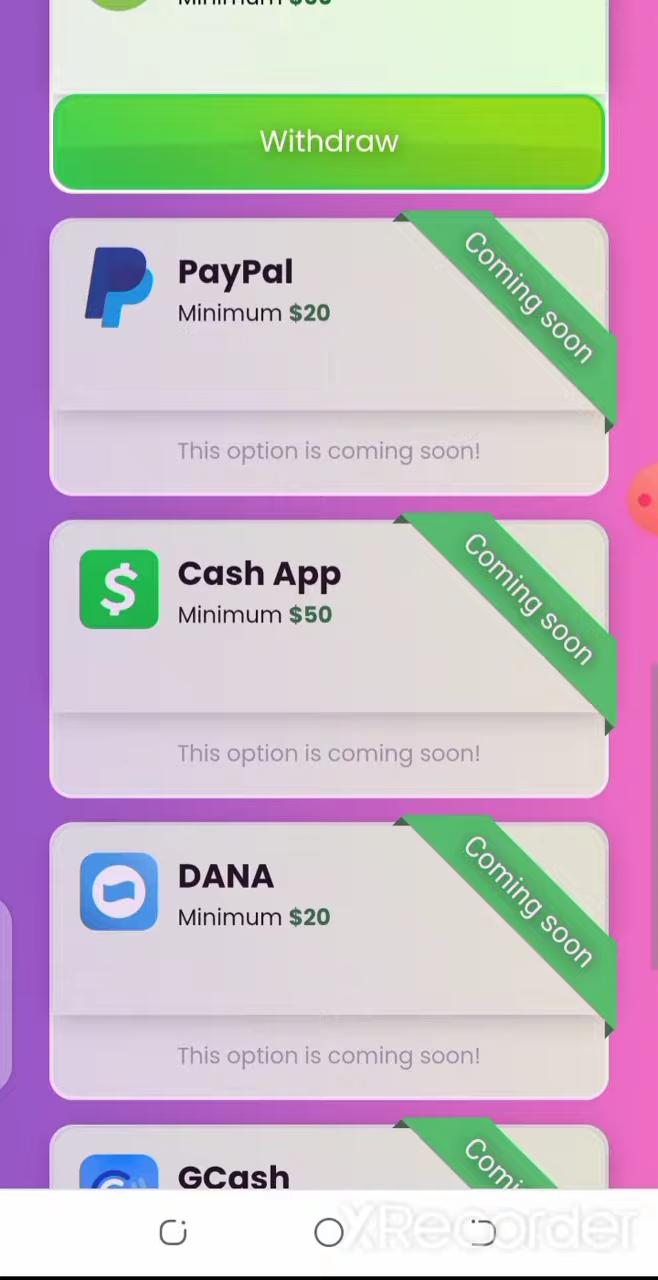 Withdraw
PayPal
Minimum $20
Coming soon
This option is coming soon!
Cash App
Minimum $50
Coming soon
This option is coming soon!
DANA
Minimum $20
Coming soon
This option is coming soon!
GCash
XRecorder